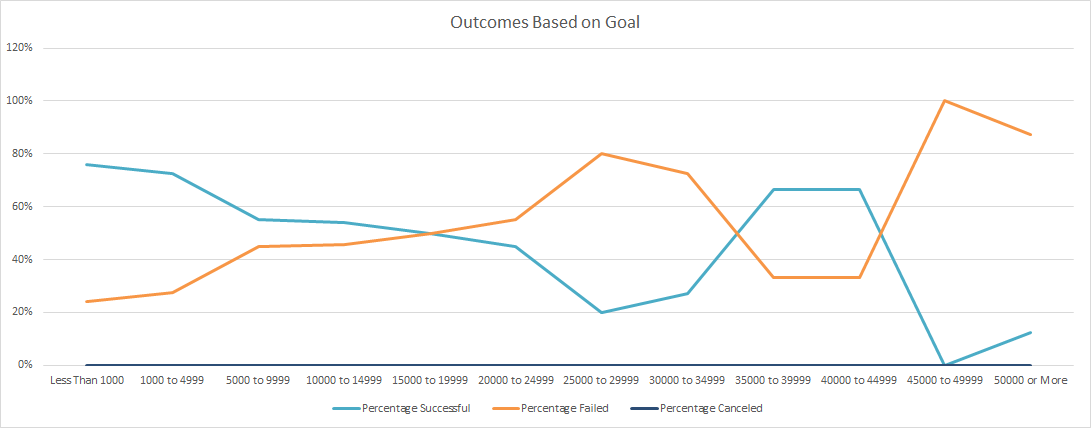 Outcomes Based on Goal
120%
100%
80%
60%
40%
20%
0%
Less Than 1000 1000 to 4999 5000 to 9999 10000 to 14999 15000 to 19999 20000 to 24999 25000 to 29999 30000 to 34999 35000 to 39999 40000 to 44999 45000 to 49999 50000 or More
Percentage Successful Percentage Failed Percentage Canceled